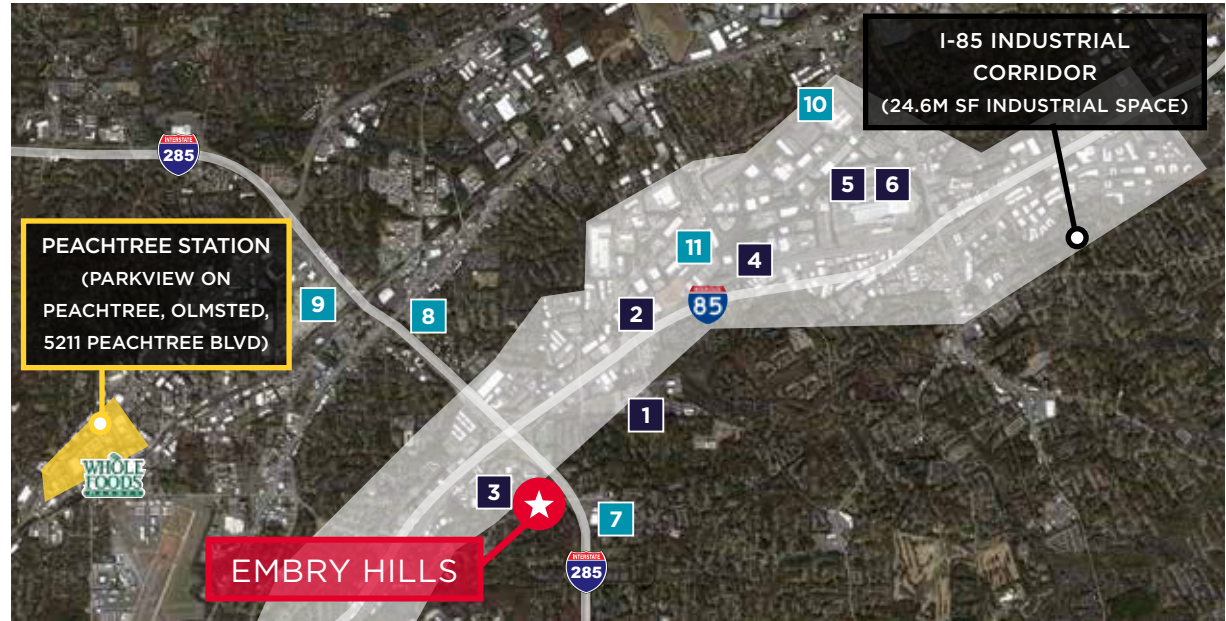 I-85 INDUSTRIAL
CORRIDOR
(24.6M SF INDUSTRIAL SPACE)
10
INTERSTATE
285
5
6
PEACHTREE STATION
(PARKVIEW ON
PEACHTREE, OLMSTED,
5211 PEACHTREE BLVD)
11
4
9
8
2
85
1
WHOLE
FOODS
3
7
EMBRY HILLS
INTERSTATE
285